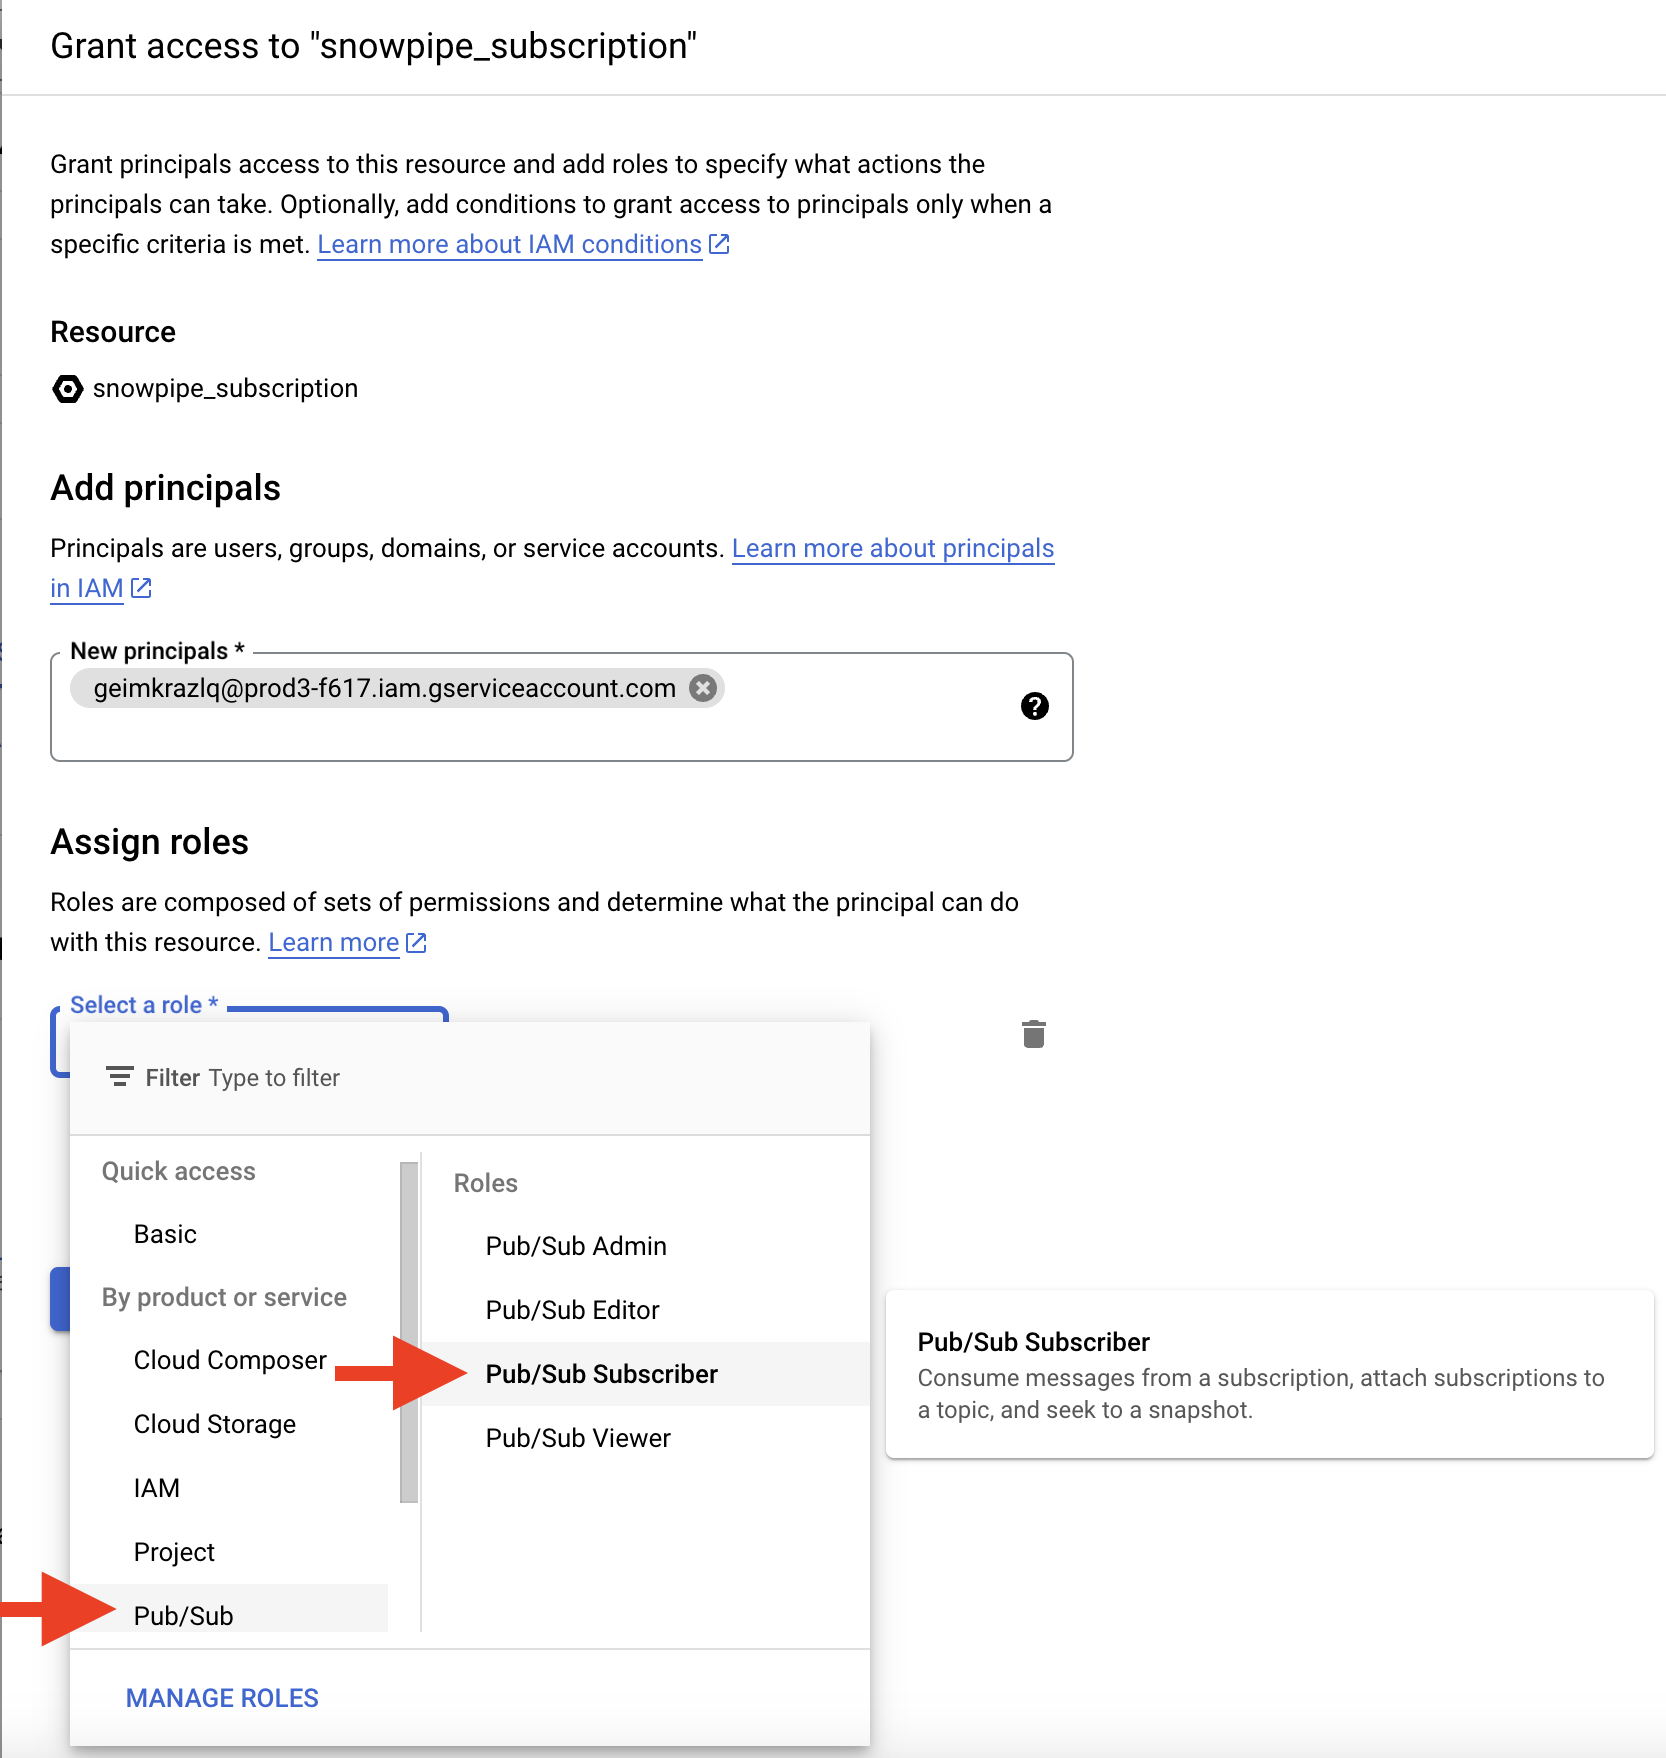 Grant access to "snowpipe_subscription"
Grant principals access to this resource and add roles to specify what actions the
principals can take. Optionally, add conditions to grant access to principals only when a
specific criteria is met. Learn more about IAM conditions
Resource
snowpipe_subscription
Add principals
Principals are users, groups, domains, or service accounts. Learn more about principals
in IAM
New principals *
geimkrazlq@prod3-f617.iam.gserviceaccount.com
Assign roles
Roles are composed of sets of permissions and determine what the principal can do
with this resource. Learn more
Select a role *
Filter Type to filter
Quick access
Basic
By product or service
Cloud Composer
Cloud Storage
IAM
Project
Pub/Sub
Roles
Pub/Sub Admin
Pub/Sub Editor
Pub/Sub Subscriber
Pub/Sub Viewer
Pub/Sub Subscriber
Consume messages from a subscription, attach subscriptions to
a topic, and seek to a snapshot.
MANAGE ROLES